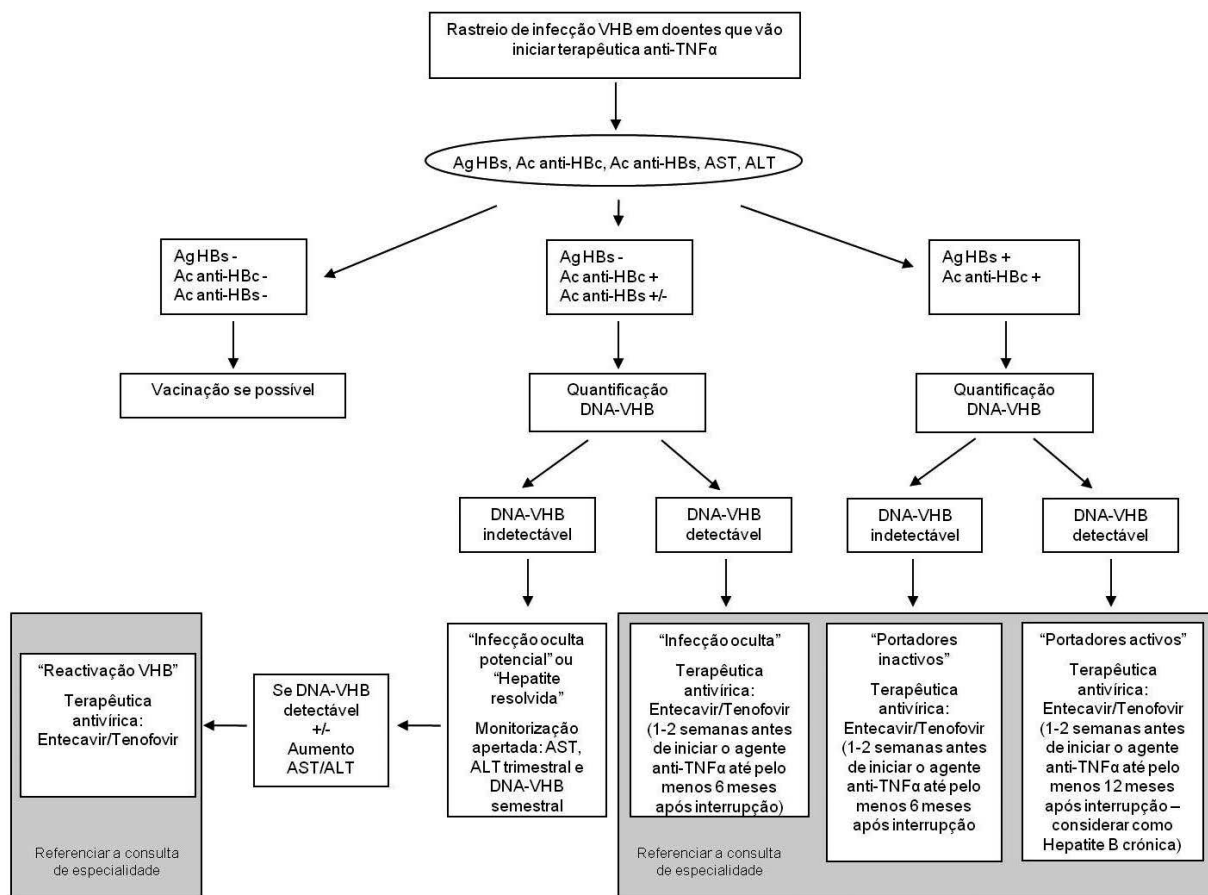 Rastreio de infecção VHB em doentes que vão
iniciar terapêutica anti-TNFα
AgHBs, Ac anti-HBc, Ac anti-HBs, AST, ALT
AgHBs -
Ac anti-HBc -
Ac anti-HBs -
AgHBs -
Ac anti-HBc +
Ac anti-HBs +/-
AgHBs +
Ac anti-HBc +
Vacinação se possível
Quantificação
DNA-VHB
Quantificação
DNA-VHB
DNA-VHB
indetectável
DNA-VHB
detectável
DNA-VHB
indetectável
DNA-VHB
detectável
“Reactivação VHB”
Terapêutica
antivírica:
Entecavir/Tenofovir
Se DNA-VHB
detectável
+/-
Aumento
AST/ALT
“Infecção oculta
potencial” ou
“Hepatite
resolvida”
Monitorização
apertada: AST,
ALT trimestral e
DNA-VHB
semestral
“Infecção oculta”
Terapêutica
antivírica:
Entecavir/Tenofovir
(1-2 semanas antes
de iniciar o agente
anti-TNFα até pelo
menos 6 meses
após interrupção)
“Portadores
inactivos”
Terapêutica
antivírica:
Entecavir/Tenofovir
(1-2 semanas antes
de iniciar o agente
anti-TNFα até pelo
menos 6 meses
após interrupção
“Portadores activos”
Terapêutica
antivírica:
Entecavir/Tenofovir
(1-2 semanas antes
de iniciar o agente
anti-TNFα até pelo
menos 12 meses
após interrupção –
considerar como
Hepatite B crónica)
Referenciar a consulta
de especialidade
Referenciar a consulta
de especialidade